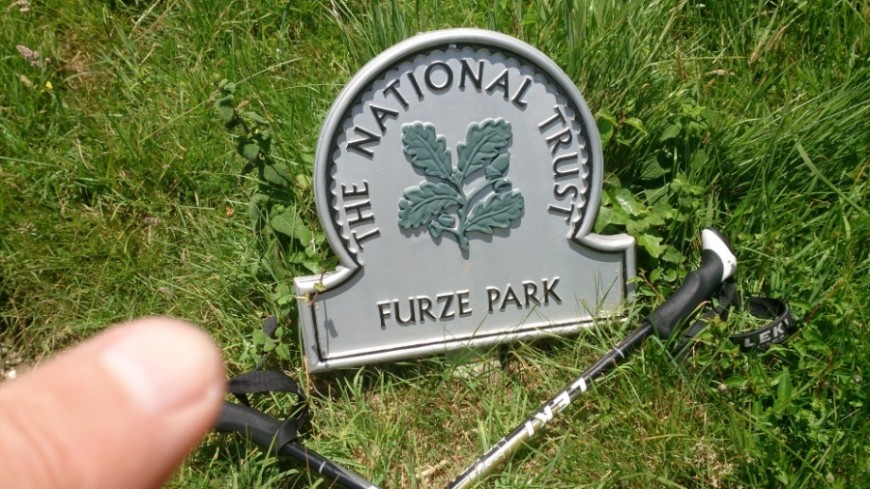 THE NATIONAL TRUST
FURZE PARK
LEKI
LEKI